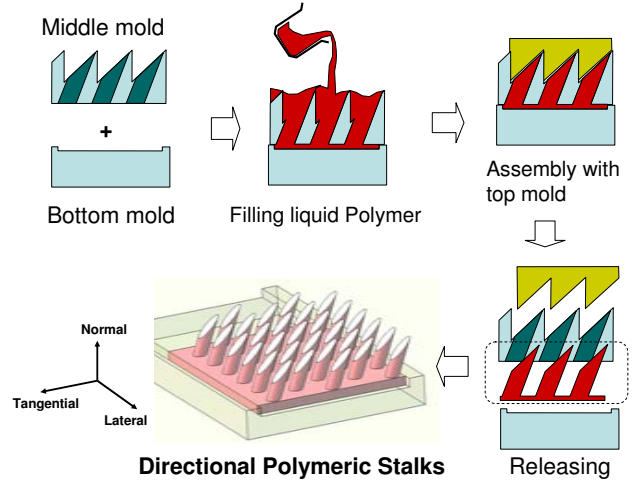 Middle mold
+
Bottom mold
Filling liquid Polymer
Assembly with
top mold
Normal
Tangential
Lateral
Directional Polymeric Stalks
Releasing